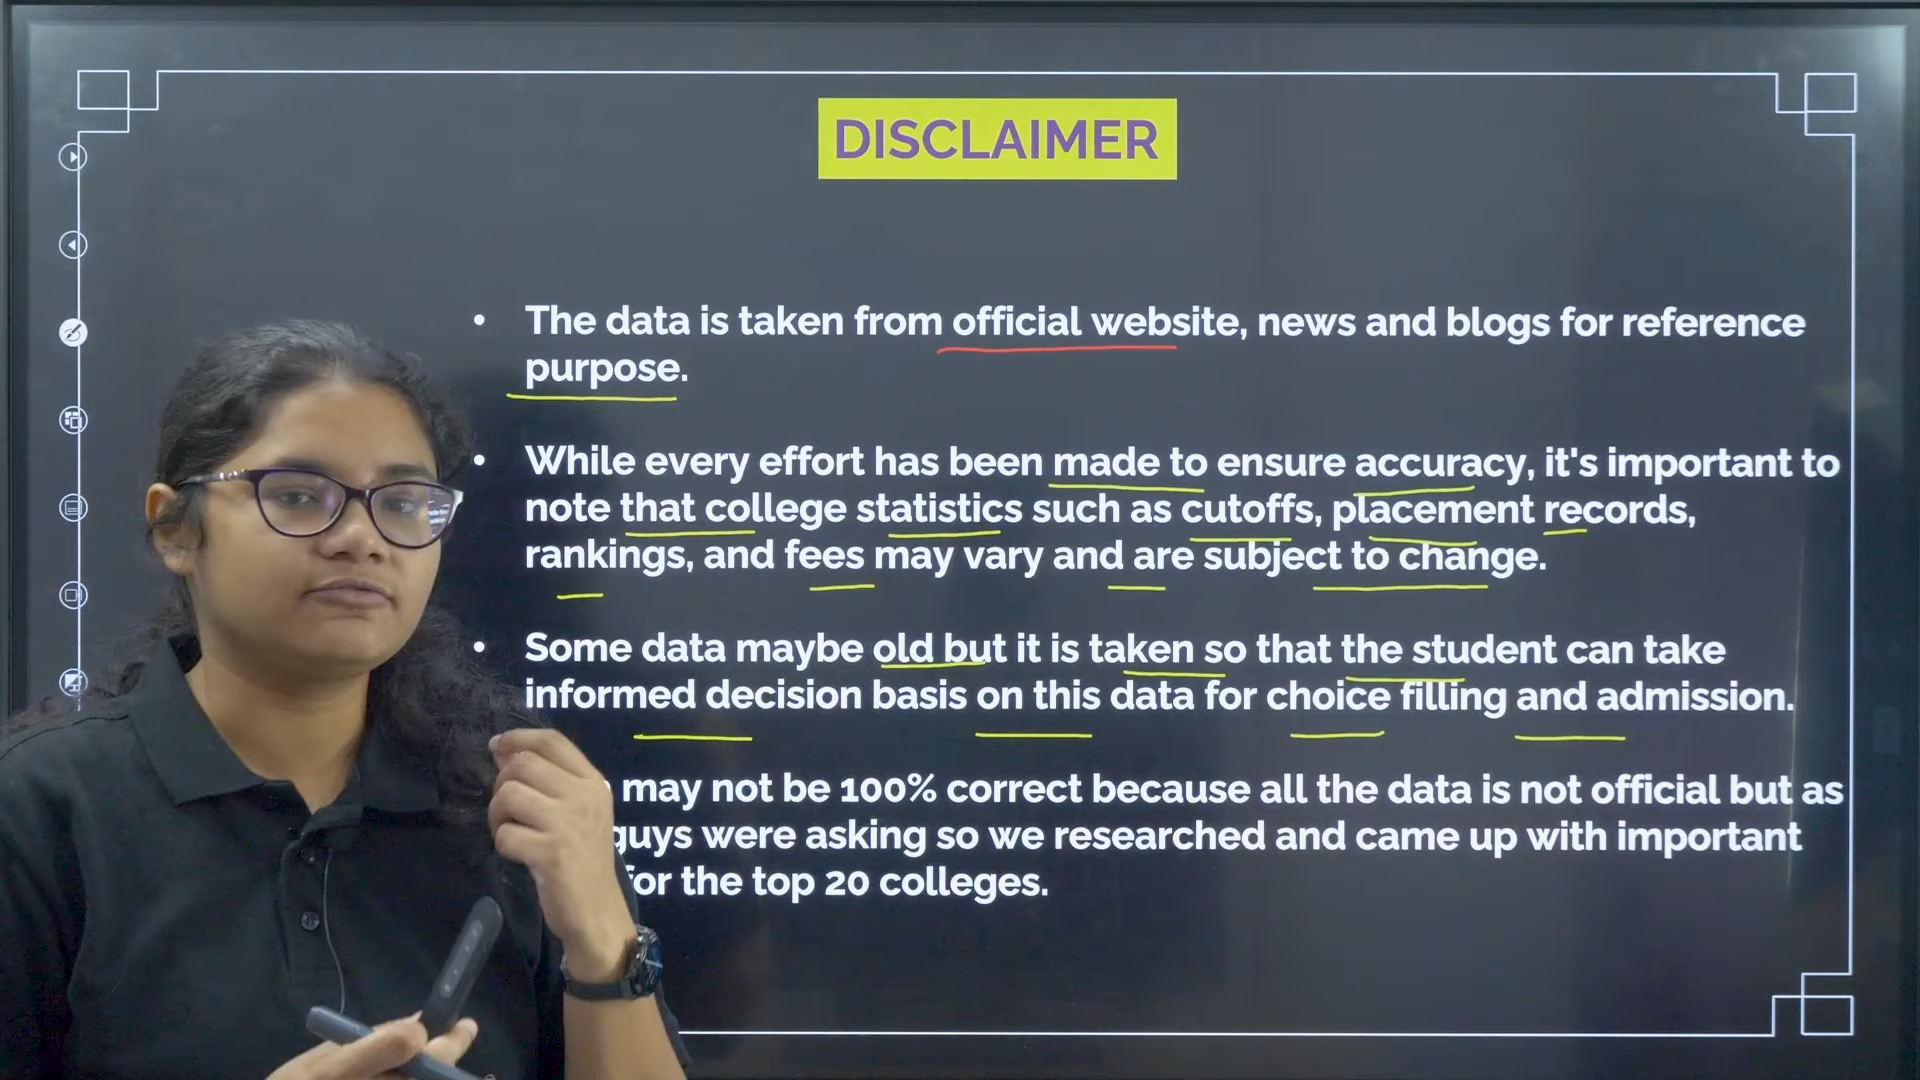 DISCLAIMER
• The data is taken from official website, news and blogs for reference
purpose.
• While every effort has been made to ensure accuracy, it's important to
note that college statistics such as cutoffs, placement records,
rankings, and fees may vary and are subject to change.
• Some data maybe old but it is taken so that the student can take
informed decision basis on this data for choice filling and admission.
may not be 100% correct because all the data is not official but as
guys were asking so we researched and came up with important
for the top 20 colleges.